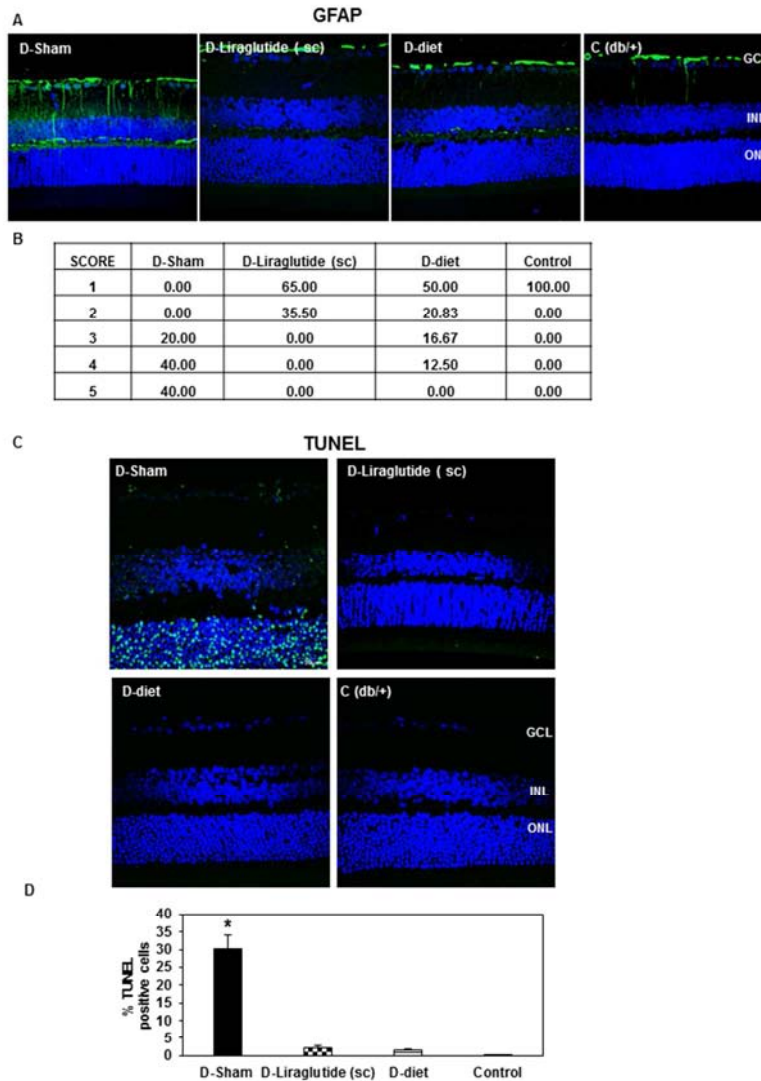 A
GFAP
D-Sham
D-Liraglutide ( sc)
D-diet
C (db/+)
GC
INL
ON
B
SCORE D-Sham D-Liraglutide (sc) D-diet Control
1 0.00 65.00 50.00 100.00
2 0.00 35.50 20.83 0.00
3 20.00 0.00 16.67 0.00
4 40.00 0.00 12.50 0.00
5 40.00 0.00 0.00 0.00
C
TUNEL
D-Sham
D-Liraglutide ( sc)
D-diet
C (db/+)
GCL
INL
ONL
D
% TUNEL
positive cells
40
35
30
25
20
15
10
5
0
*
D-Sham D-Liraglutide (sc) D-diet Control